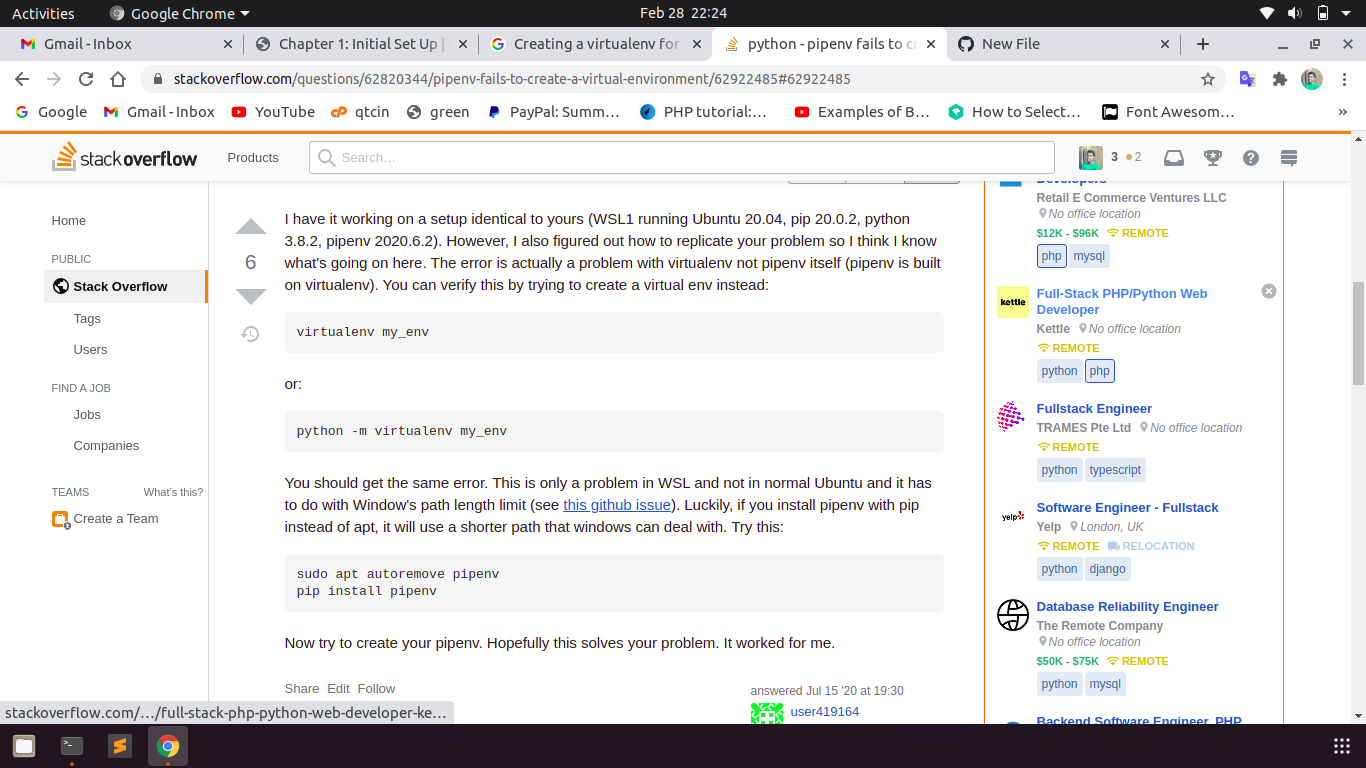 Activities Google Chrome Feb 28 22:24
Gmail - Inbox Chapter 1: Initial Set Up | Creating a virtualenv for python - pipenv fails to cr New File
stackoverflow.com/questions/62820344/pipenv-fails-to-create-a-virtual-environment/62922485#62922485
Google Gmail - Inbox YouTube qtcin green PayPal: Summ… PHP tutorial:… Examples of B… How to Select… Font Awesom… »
stackoverflow Products Search… 3 2
Home
PUBLIC
Stack Overflow
Tags
Users
FIND A JOB
Jobs
Companies
TEAMS What's this?
Create a Team
6
I have it working on a setup identical to yours (WSL1 running Ubuntu 20.04, pip 20.0.2, python
3.8.2, pipenv 2020.6.2). However, I also figured out how to replicate your problem so I think I know
what's going on here. The error is actually a problem with virtualenv not pipenv itself (pipenv is built
on virtualenv). You can verify this by trying to create a virtual env instead:
virtualenv my_env
or:
python -m virtualenv my_env
You should get the same error. This is only a problem in WSL and not in normal Ubuntu and it has
to do with Window's path length limit (see this github issue). Luckily, if you install pipenv with pip
instead of apt, it will use a shorter path that windows can deal with. Try this:
sudo apt autoremove pipenv
pip install pipenv
Now try to create your pipenv. Hopefully this solves your problem. It worked for me.
Share Edit Follow
answered Jul 15 '20 at 19:30
user419164
Developers
Retail E Commerce Ventures LLC
No office location
$12K - $96K REMOTE
php mysql
kettle
Full-Stack PHP/Python Web
Developer
Kettle No office location
REMOTE
python php
Fullstack Engineer
TRAMES Pte Ltd No office location
REMOTE
python typescript
yelp
Software Engineer - Fullstack
Yelp London, UK
REMOTE RELOCATION
python django
Database Reliability Engineer
The Remote Company
No office location
$50K - $75K REMOTE
python mysql
Backend Software Engineer, PHP
stackoverflow.com/…/full-stack-php-python-web-developer-ke…